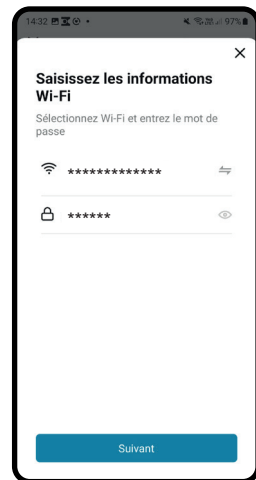 14:32
97%
Saisissez les informations
Wi-Fi
Sélectionnez Wi-Fi et entrez le mot de
passe
*************
******
Suivant